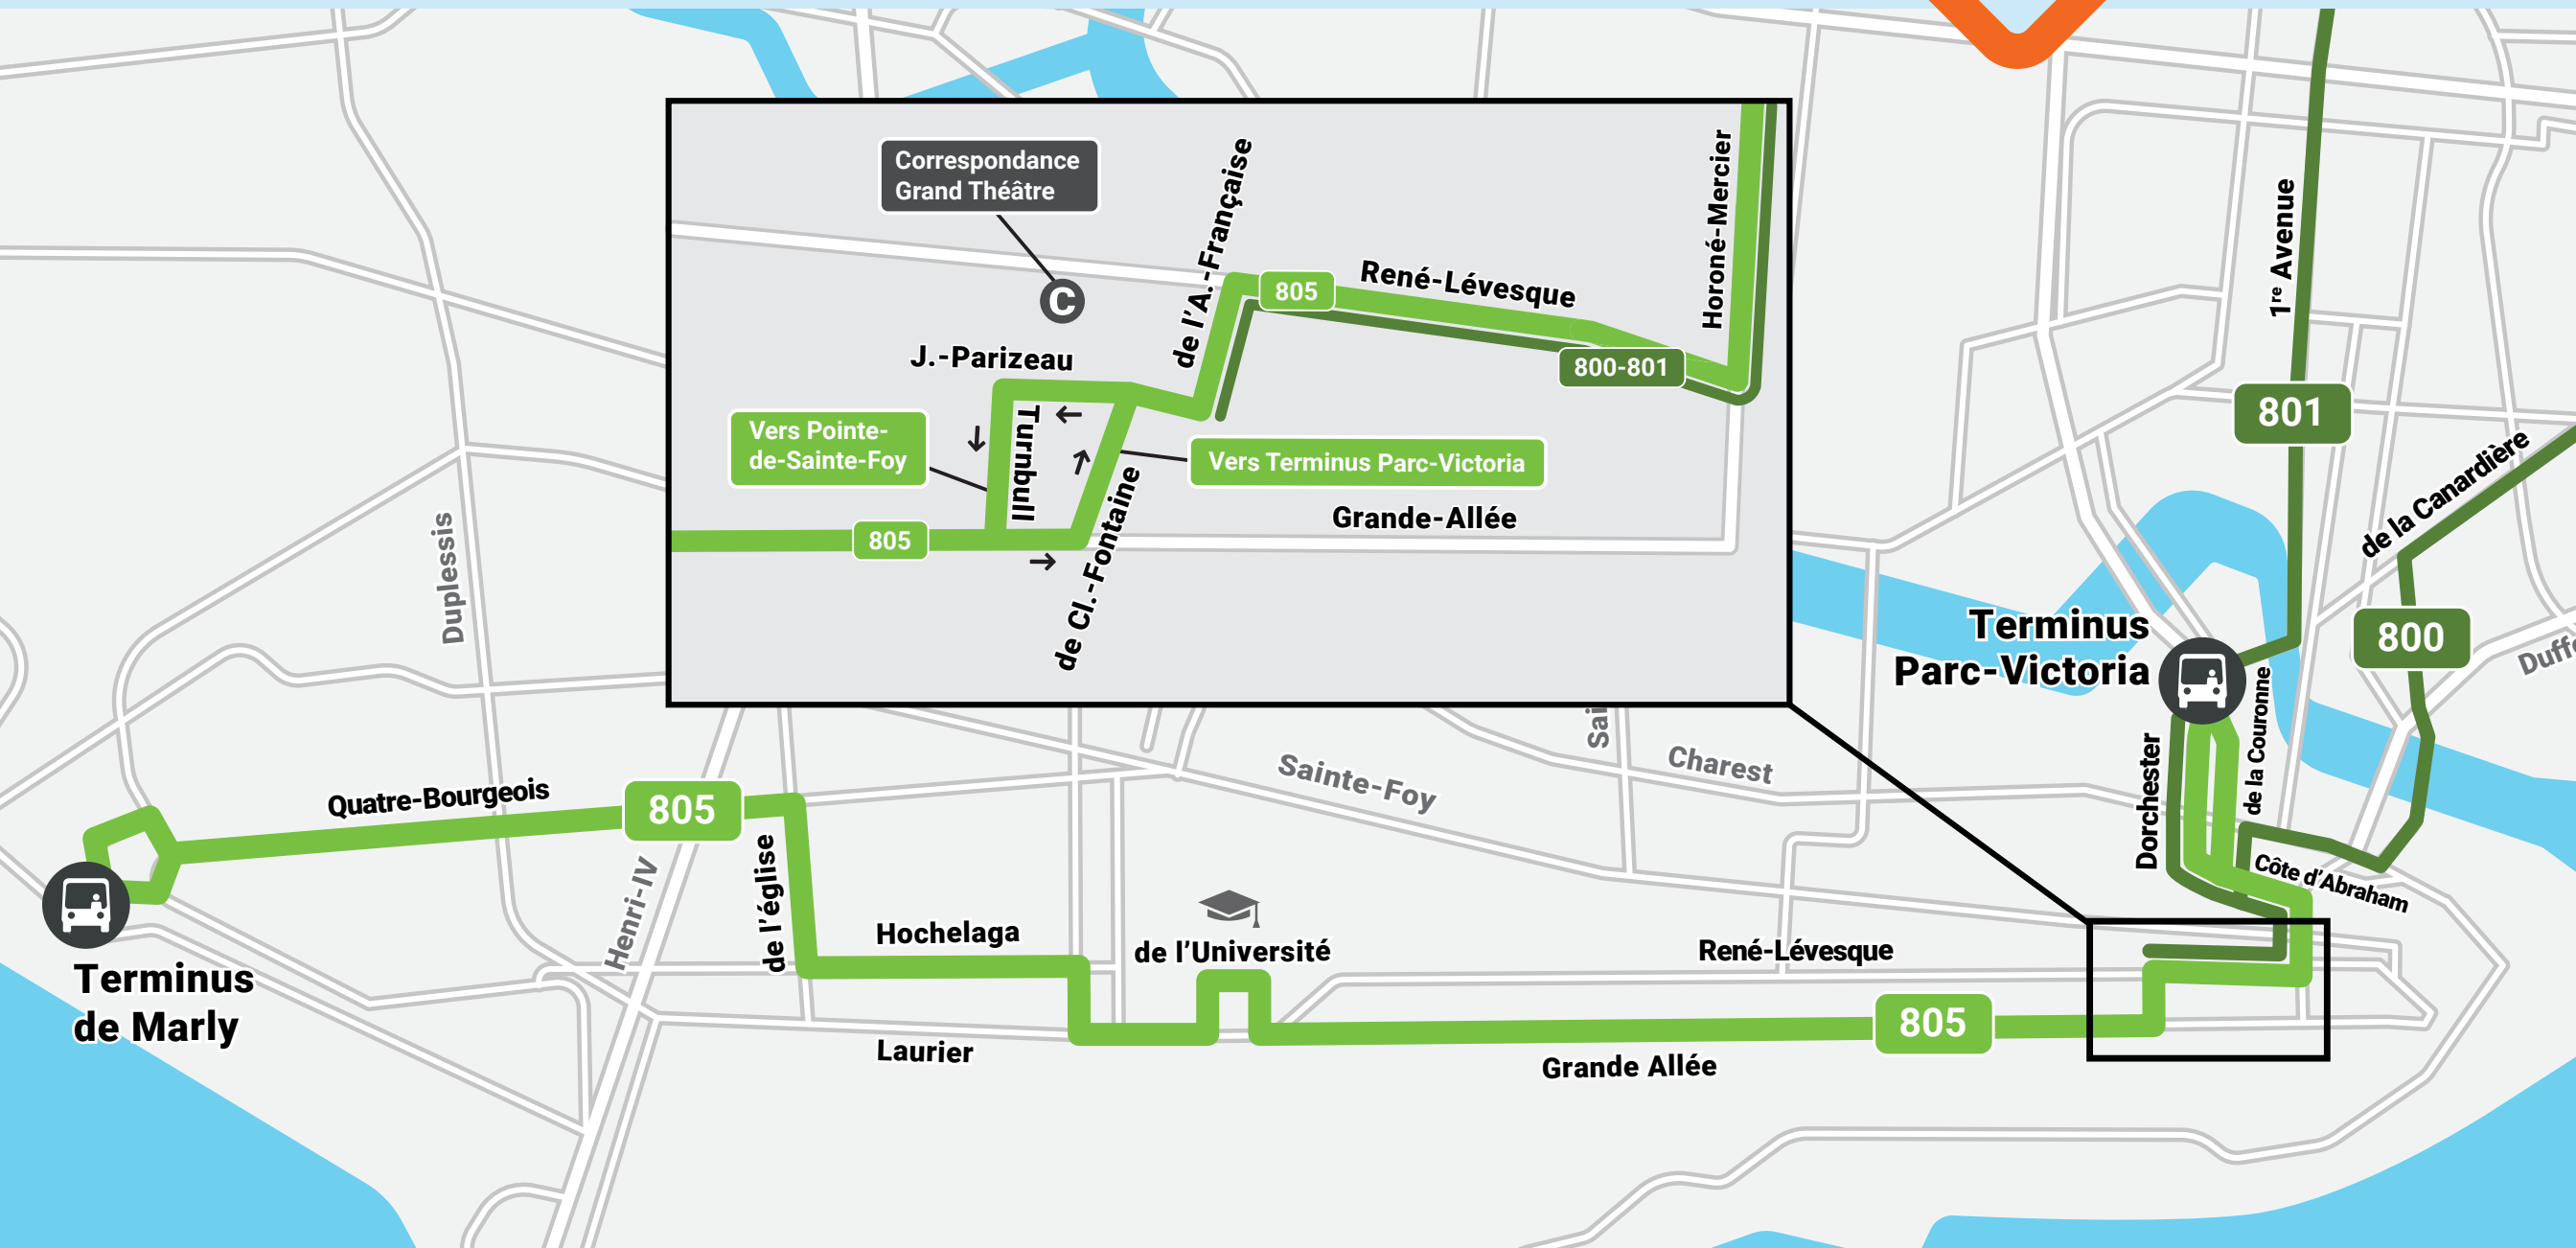 Correspondance
Grand Théâtre
C
de l'A.-Française
805
René-Lévesque
Horoné-Mercier
800-801
J.-Parizeau
Turnquill
Vers Pointe-
de-Sainte-Foy
Vers Terminus Parc-Victoria
Grande-Allée
805
de Cl.-Fontaine
1re Avenue
801
de la Canardière
800
Duplessis
Terminus
Parc-Victoria
de la Couronne
Dorchester
Côte d'Abraham
Sainte-Foy
Charest
Quatre-Bourgeois
805
de l'église
Henri-IV
Hochelaga
de l'Université
René-Lévesque
Terminus
de Marly
Laurier
805
Grande Allée